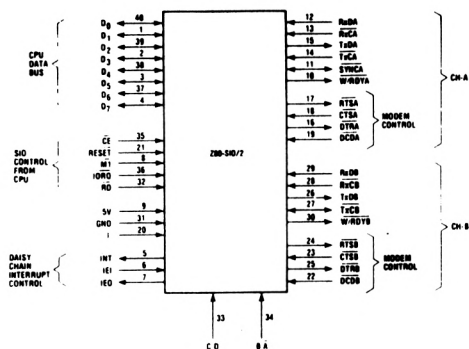 CPU DATA BUS
D0 40
D1 1
D2 39
D3 2
D4 38
D5 3
D6 37
D7 4
SIO CONTROL FROM CPU
CE 35
RESET 21
M1 8
IORQ 36
RD 32
5V 9
GND 31
20
DAISY CHAIN INTERRUPT CONTROL
INT 5
IEI 6
IEO 7
Z80-SIO/2
12 RxDA
13 RxCA
15 TxDA
14 TxCA
11 SYNCA
10 W/RDYA
17 RTSA
18 CTSA
16 DTRA
19 DCDA
MODEM CONTROL
CH-A
29 RxDB
28 RxCB
26 TxDB
27 TxCB
30 W/RDYB
24 RTSB
23 CTSB
25 DTRB
22 DCDB
MODEM CONTROL
CH-B
33 34
C D B A